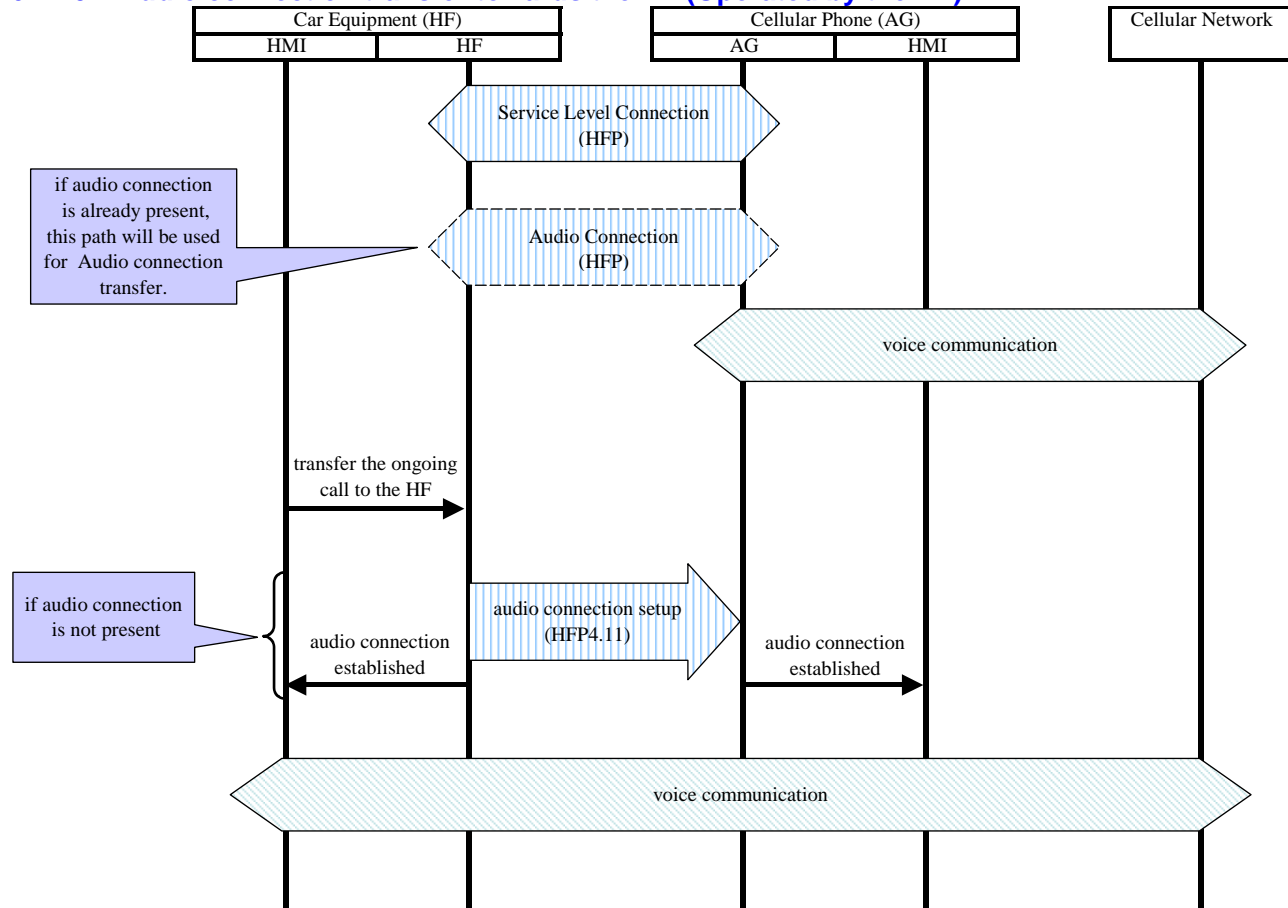 Car Equipment (HF)
Cellular Phone (AG)
Cellular Network
HMI
HF
AG
HMI
Service Level Connection
(HFP)
if audio connection
is already present,
this path will be used
for Audio connection
transfer.
Audio Connection
(HFP)
voice communication
transfer the ongoing
call to the HF
if audio connection
is not present
audio connection setup
(HFP4.11)
audio connection
established
audio connection
established
voice communication